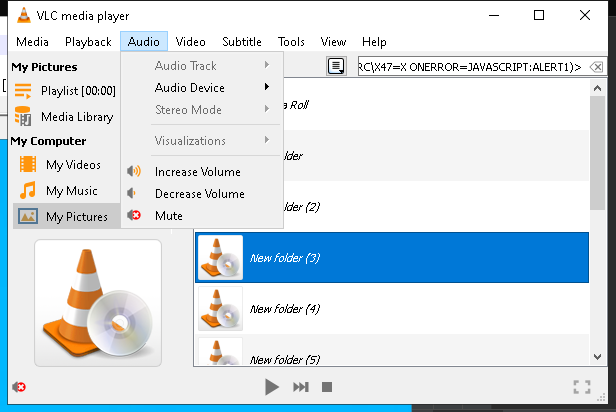 VLC media player
Media Playback Audio Video Subtitle Tools View Help
My Pictures
Playlist [00:00]
Media Library
My Computer
My Videos
My Music
My Pictures
Audio Track
Audio Device
Stereo Mode
Visualizations
Increase Volume
Decrease Volume
Mute
RC\X47=X ONERROR=JAVASCRIPT:ALERT1)>
a Roll
lder
lder (2)
New folder (3)
New folder (4)
New folder (5)